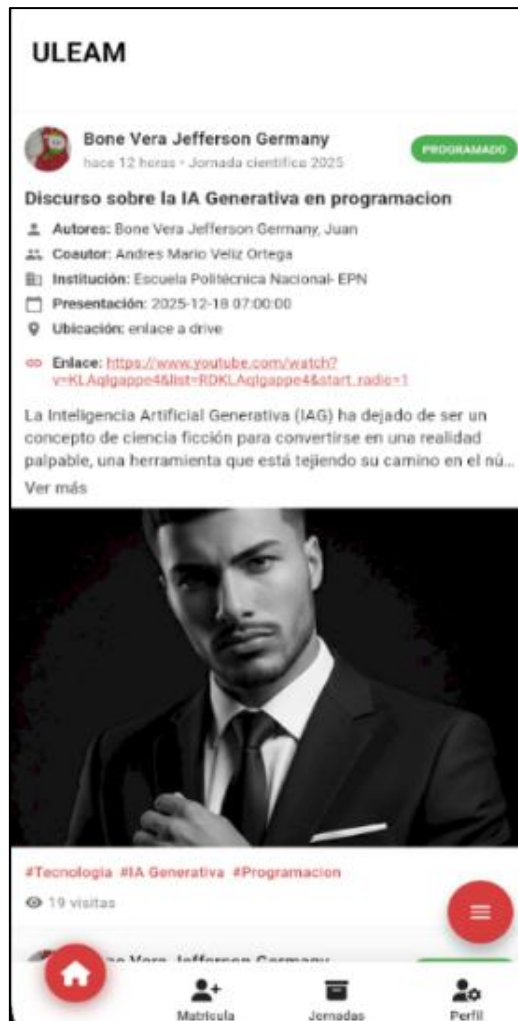 ULEAM
Bone Vera Jefferson Germany
hace 12 horas • Jornada cientifica 2025
PROGRAMADO
Discurso sobre la IA Generativa en programacion
Autores: Bone Vera Jefferson Germany, Juan
Coautor: Andres Mario Veliz Ortega
Institución: Escuela Politécnica Nacional- EPN
Presentación: 2025-12-18 07:00:00
Ubicación: enlace a drive
Enlace: https://www.youtube.com/watch?
v=KLAqlgappe4&list=RDKLAqlgappe4&start_radio=1
La Inteligencia Artificial Generativa (IAG) ha dejado de ser un
concepto de ciencia ficción para convertirse en una realidad
palpable, una herramienta que está tejiendo su camino en el nú...
Ver más
#Tecnologia #IA Generativa #Programacion
19 visitas
Vera Jefferson Germany
Matricula
Jornadas
Perfil